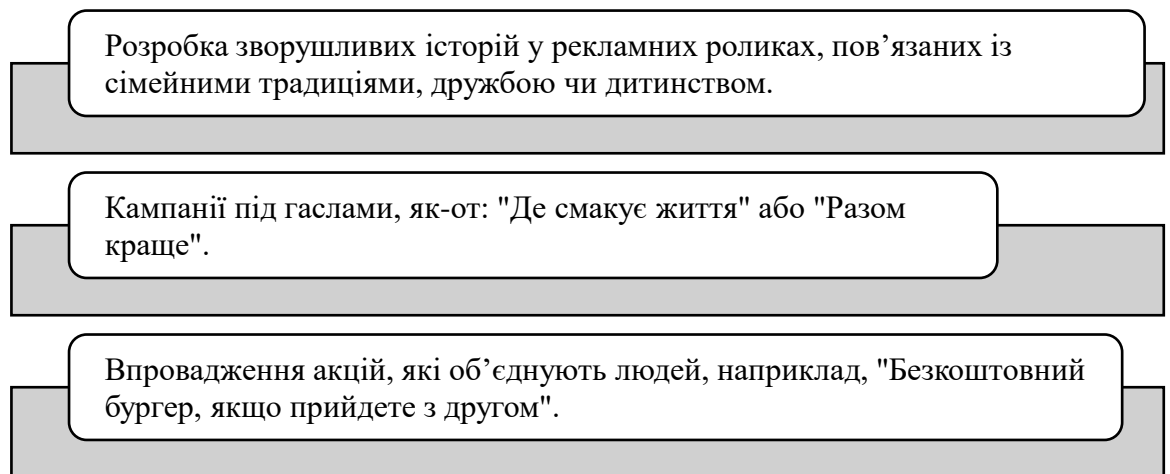 Розробка зворушливих історій у рекламних роликах, пов’язаних із
сімейними традиціями, дружбою чи дитинством.
Кампанії під гаслами, як-от: "Де смакує життя" або "Разом
краще".
Впровадження акцій, які об’єднують людей, наприклад, "Безкоштовний
бургер, якщо прийдете з другом".